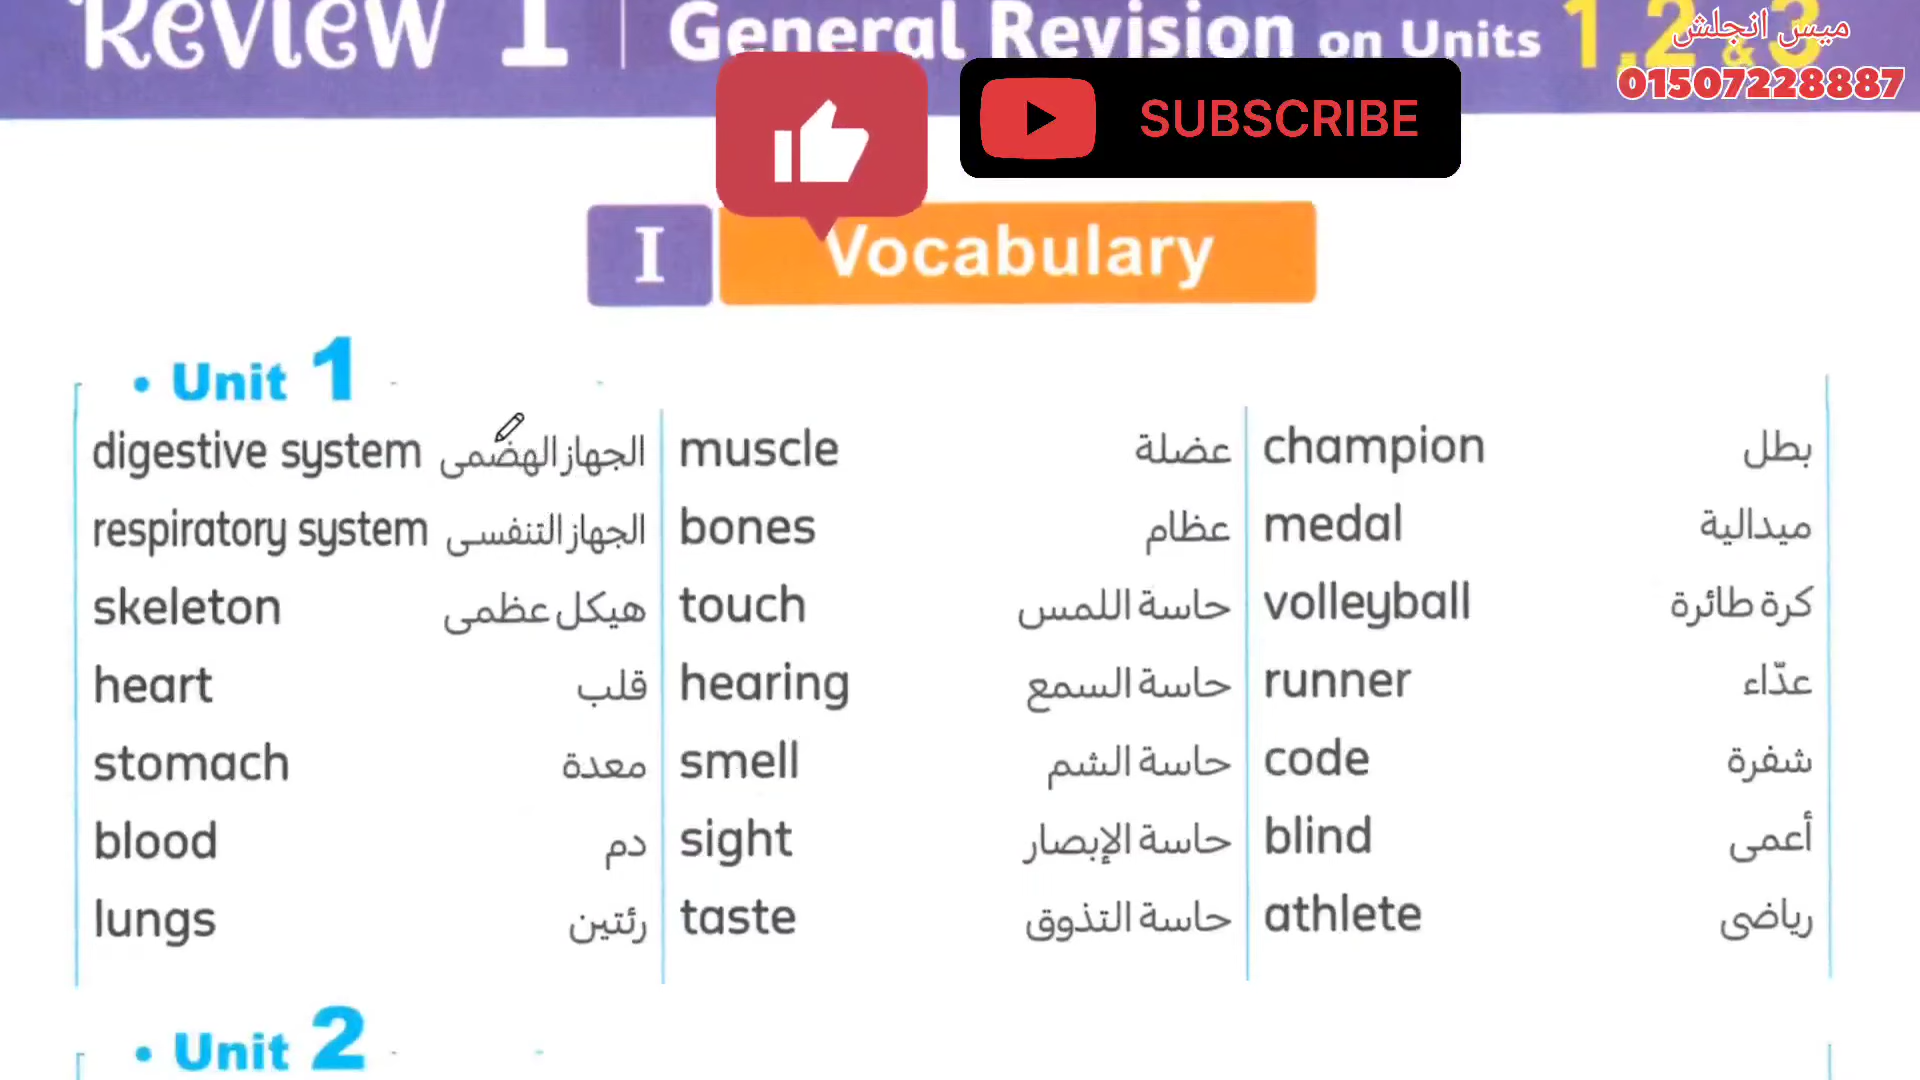 Review 1 General Revision on Units 1,2 & 3
ميس انجلش
01507228887
SUBSCRIBE
I Vocabulary
• Unit 1
digestive system الجهاز الهضمى muscle عضلة champion بطل
respiratory system الجهاز التنفسى bones عظام medal ميدالية
skeleton هيكل عظمى touch حاسة اللمس volleyball كرة طائرة
heart قلب hearing حاسة السمع runner عدّاء
stomach معدة smell حاسة الشم code شفرة
blood دم sight حاسة الإبصار blind أعمى
lungs رئتين taste حاسة التذوق athlete رياضى
• Unit 2